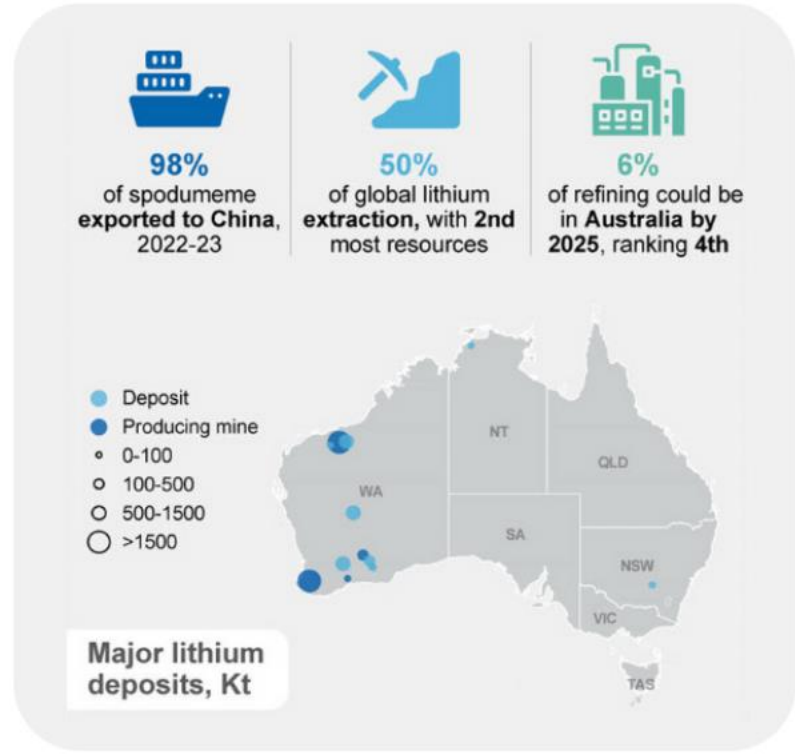 98%
of spodumeme
exported to China,
2022-23
50%
of global lithium
extraction, with 2nd
most resources
6%
of refining could be
in Australia by
2025, ranking 4th
Deposit
Producing mine
0-100
100-500
500-1500
>1500
NT
QLD
WA
SA
NSW
VIC
TAS
Major lithium
deposits, Kt